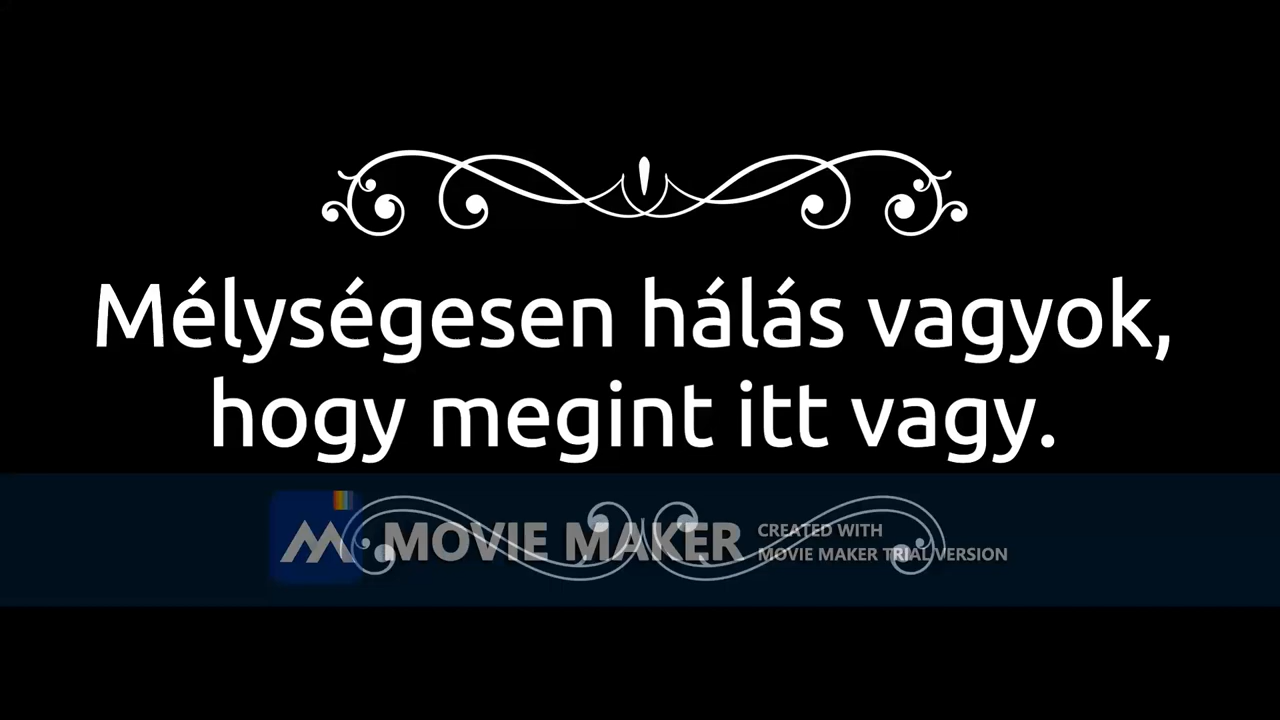 Mélységesen hálás vagyok,
hogy megint itt vagy.
MOVIE MAKER
CREATED WITH
MOVIE MAKER TRIAL VERSION